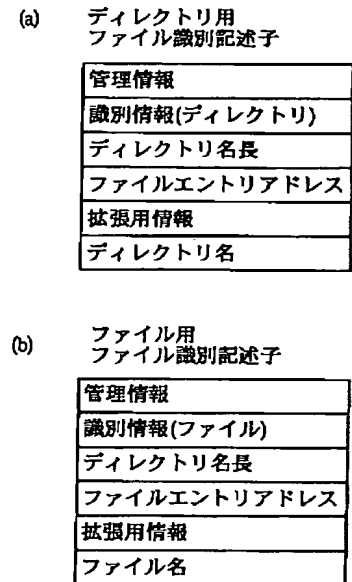 (a)
ディレクトリ用
ファイル識別記述子
管理情報
識別情報(ディレクトリ)
ディレクトリ名長
ファイルエントリアドレス
拡張用情報
ディレクトリ名
(b)
ファイル用
ファイル識別記述子
管理情報
識別情報(ファイル)
ディレクトリ名長
ファイルエントリアドレス
拡張用情報
ファイル名